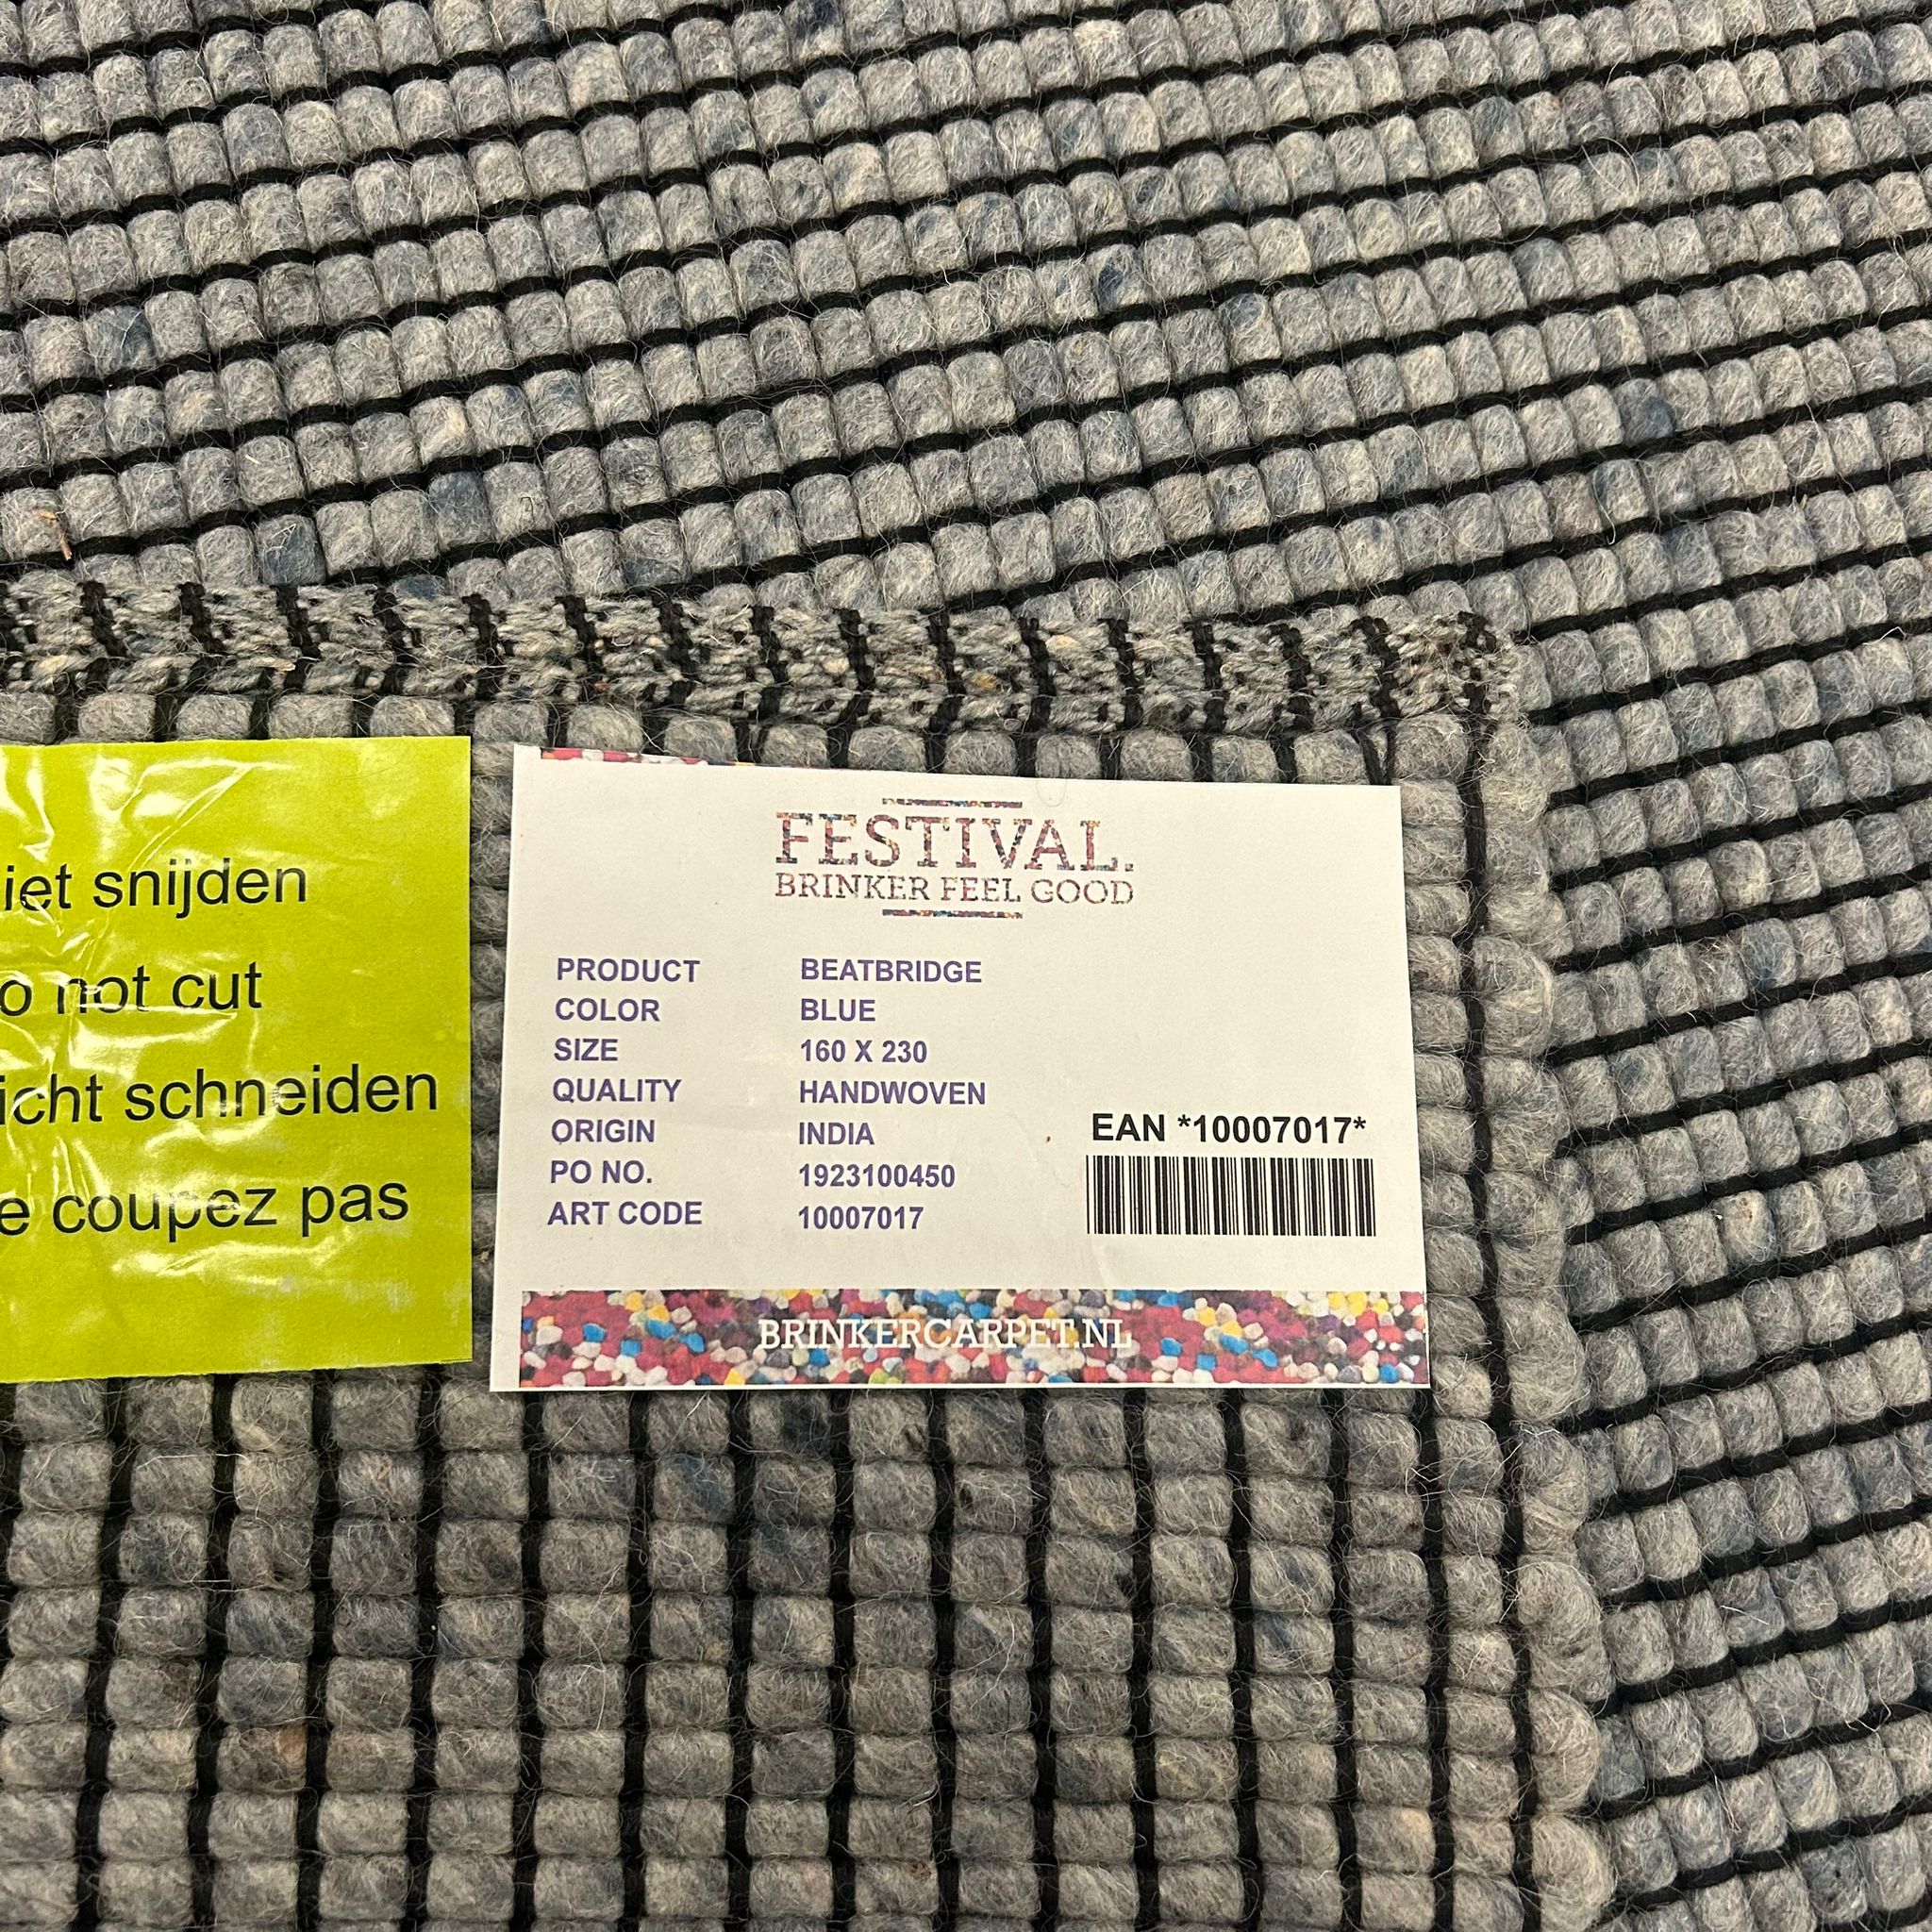 iet snijden
o not cut
icht schneiden
e coupez pas
FESTIVAL.
BRINKER FEEL GOOD
PRODUCT BEATBRIDGE
COLOR BLUE
SIZE 160 X 230
QUALITY HANDWOVEN
ORIGIN INDIA
PO NO. 1923100450
ART CODE 10007017
EAN *10007017*
BRINKERCARPET.NL